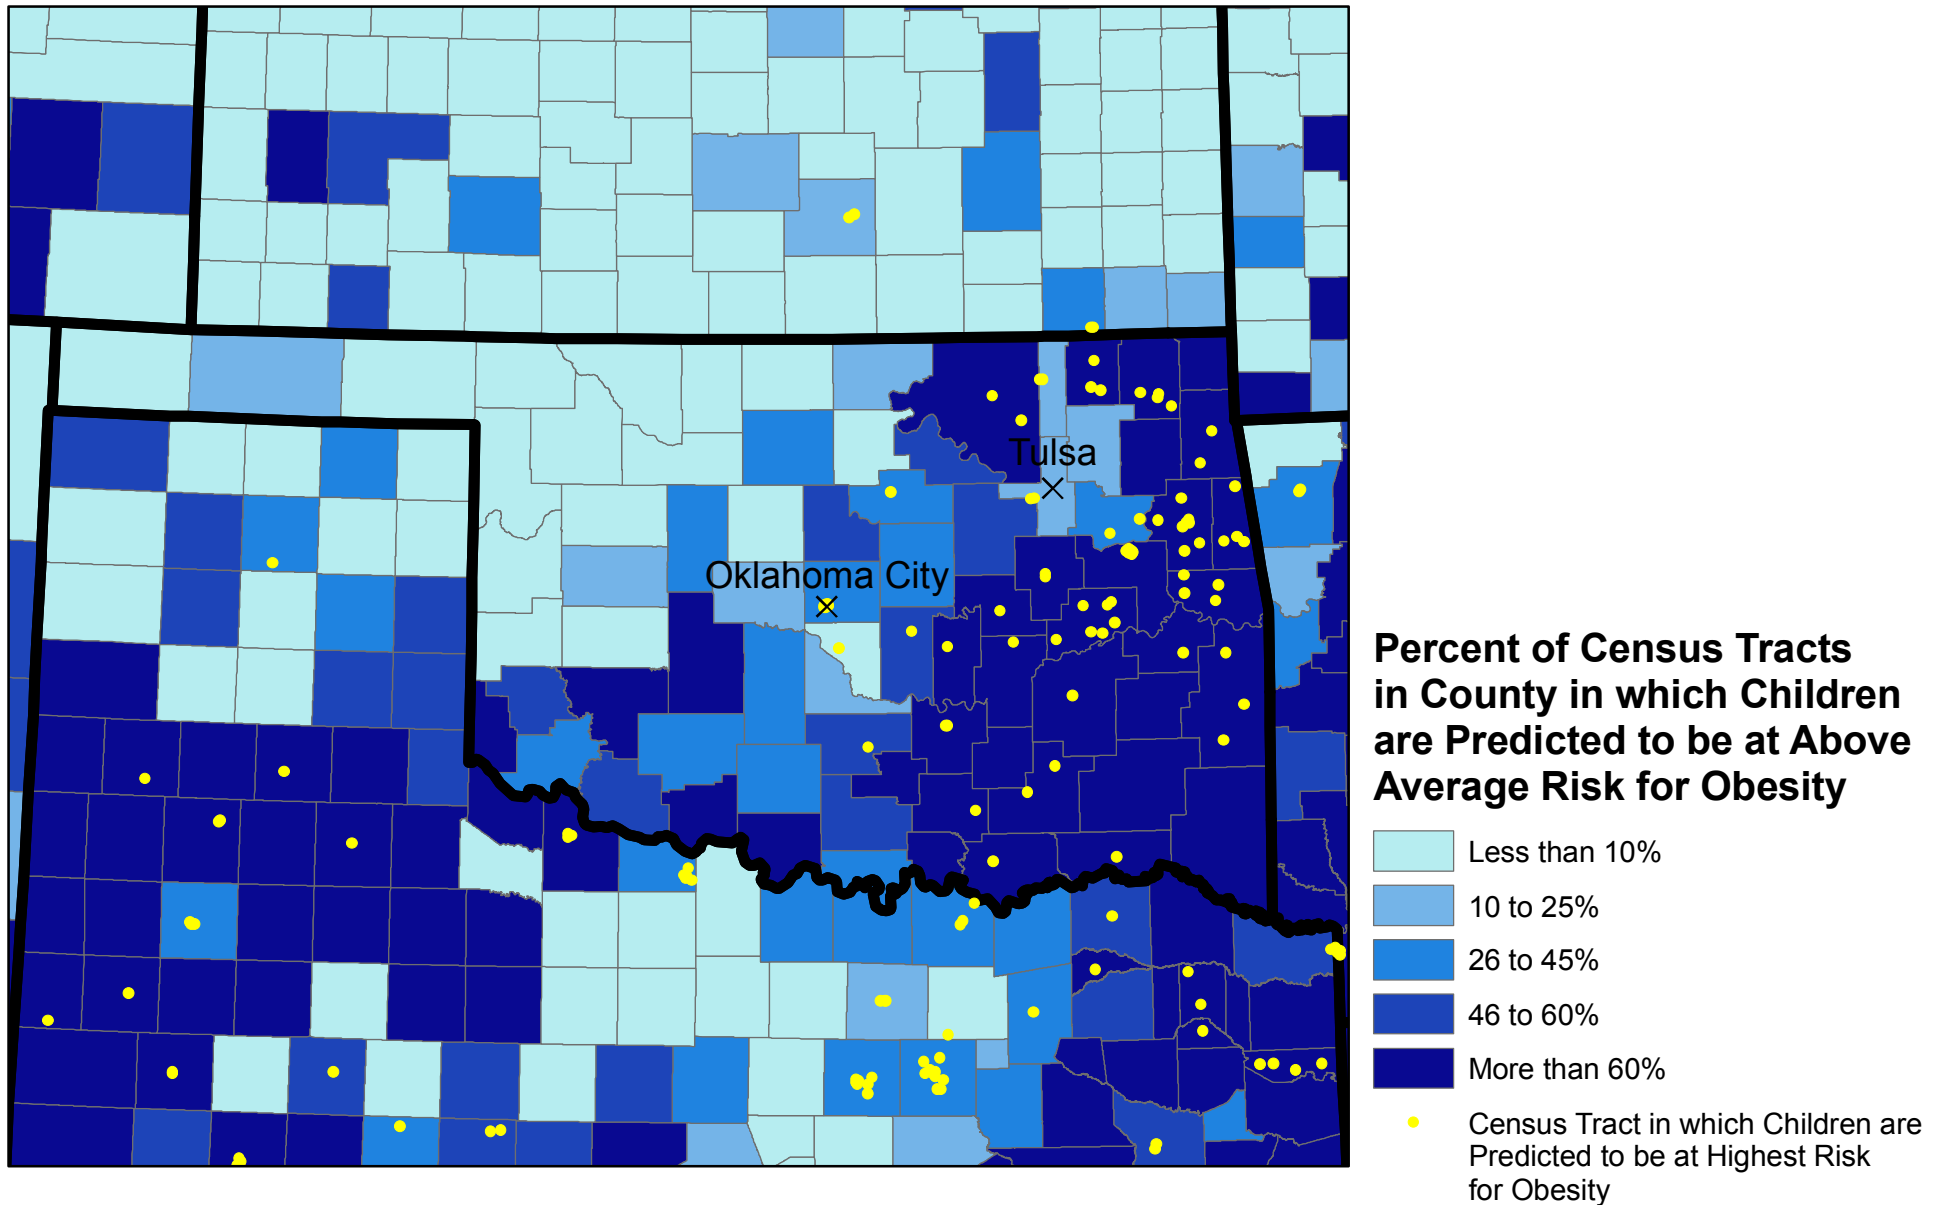 Tulsa
Oklahoma City
Percent of Census Tracts
in County in which Children
are Predicted to be at Above
Average Risk for Obesity
Less than 10%
10 to 25%
26 to 45%
46 to 60%
More than 60%
Census Tract in which Children are
Predicted to be at Highest Risk
for Obesity